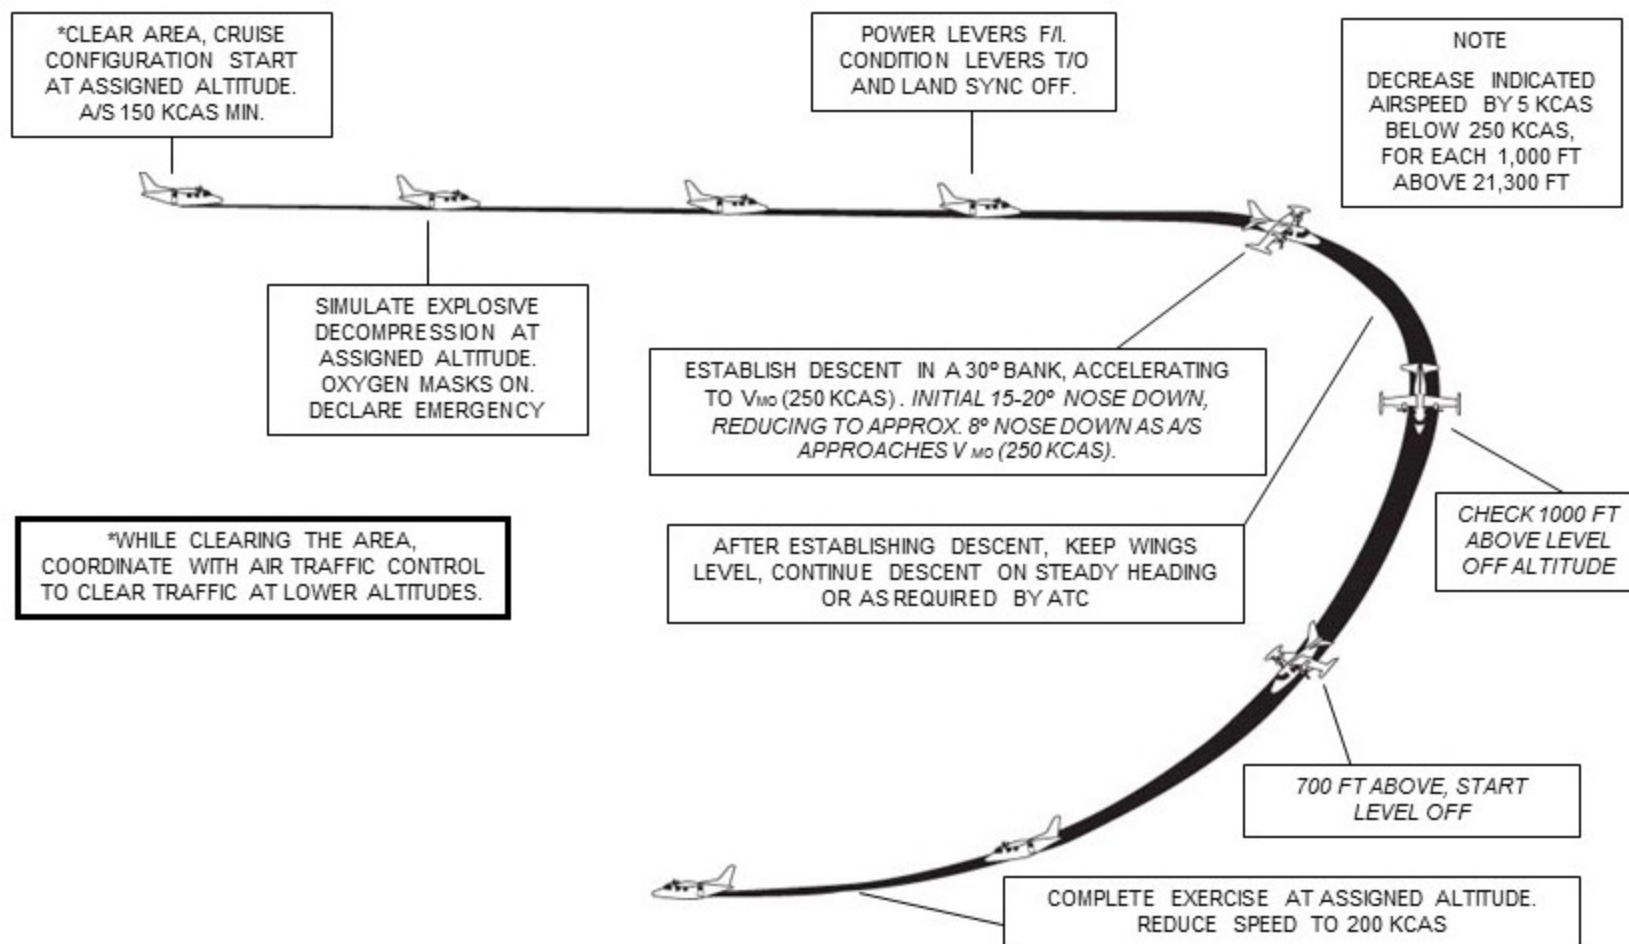 *CLEAR AREA, CRUISE
CONFIGURATION START
AT ASSIGNED ALTITUDE.
A/S 150 KCAS MIN.
POWER LEVERS F/I.
CONDITION LEVERS T/O
AND LAND SYNC OFF.
NOTE
DECREASE INDICATED
AIRSPEED BY 5 KCAS
BELOW 250 KCAS,
FOR EACH 1,000 FT
ABOVE 21,300 FT
SIMULATE EXPLOSIVE
DECOMPRESSION AT
ASSIGNED ALTITUDE.
OXYGEN MASKS ON.
DECLARE EMERGENCY
ESTABLISH DESCENT IN A 30º BANK, ACCELERATING
TO VMO (250 KCAS). INITIAL 15-20º NOSE DOWN,
REDUCING TO APPROX. 8º NOSE DOWN AS A/S
APPROACHES V MO (250 KCAS).
*WHILE CLEARING THE AREA,
COORDINATE WITH AIR TRAFFIC CONTROL
TO CLEAR TRAFFIC AT LOWER ALTITUDES.
AFTER ESTABLISHING DESCENT, KEEP WINGS
LEVEL, CONTINUE DESCENT ON STEADY HEADING
OR AS REQUIRED BY ATC
CHECK 1000 FT
ABOVE LEVEL
OFF ALTITUDE
700 FT ABOVE, START
LEVEL OFF
COMPLETE EXERCISE AT ASSIGNED ALTITUDE.
REDUCE SPEED TO 200 KCAS